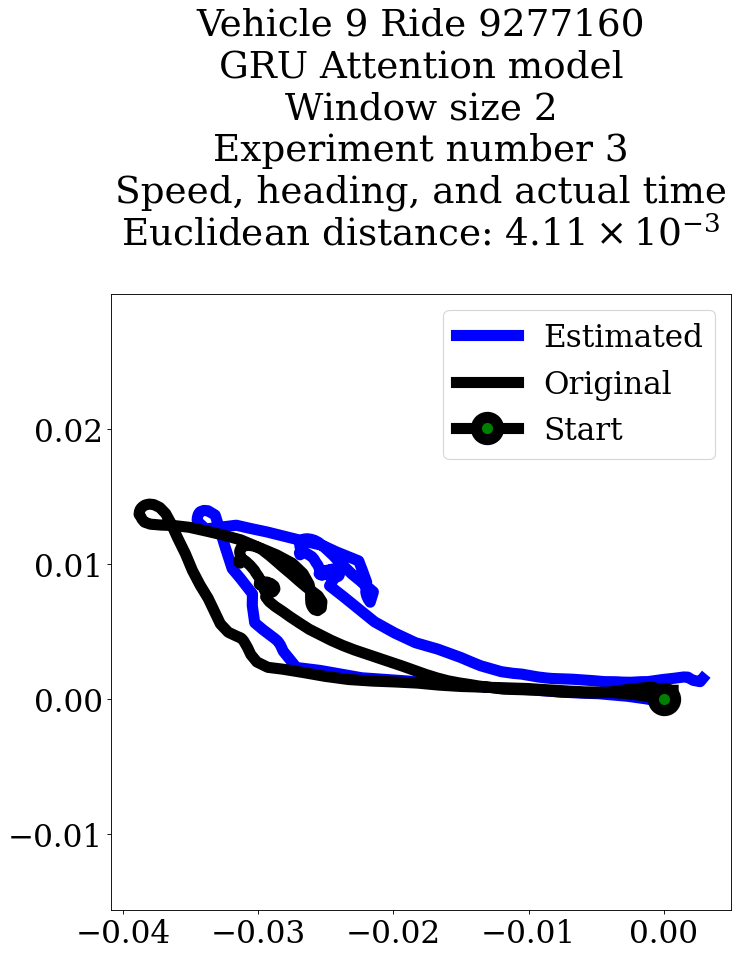 Vehicle 9 Ride 9277160
GRU Attention model
Window size 2
Experiment number 3
Speed, heading, and actual time
Euclidean distance: 4.11 × 10⁻³
Estimated
Original
Start
0.02
0.01
0.00
−0.01
−0.04 −0.03 −0.02 −0.01 0.00